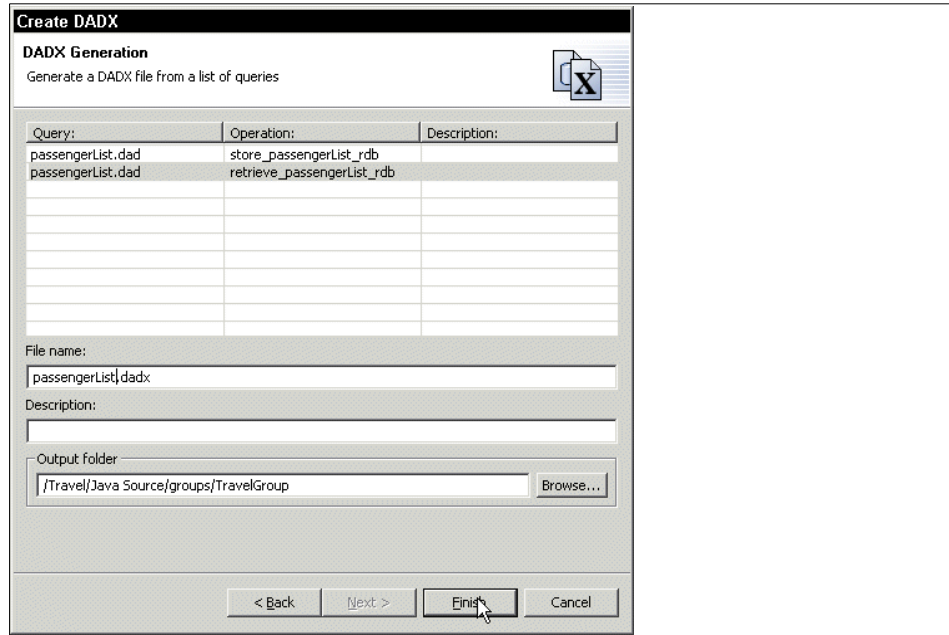 Create DADX
DADX Generation
Generate a DADX file from a list of queries
X
Query: Operation: Description:
passengerList.dad store_passengerList_rdb
passengerList.dad retrieve_passengerList_rdb
File name:
passengerList.dadx
Description:
Output folder
/Travel/Java Source/groups/TravelGroup Browse...
< Back Next > Finish Cancel